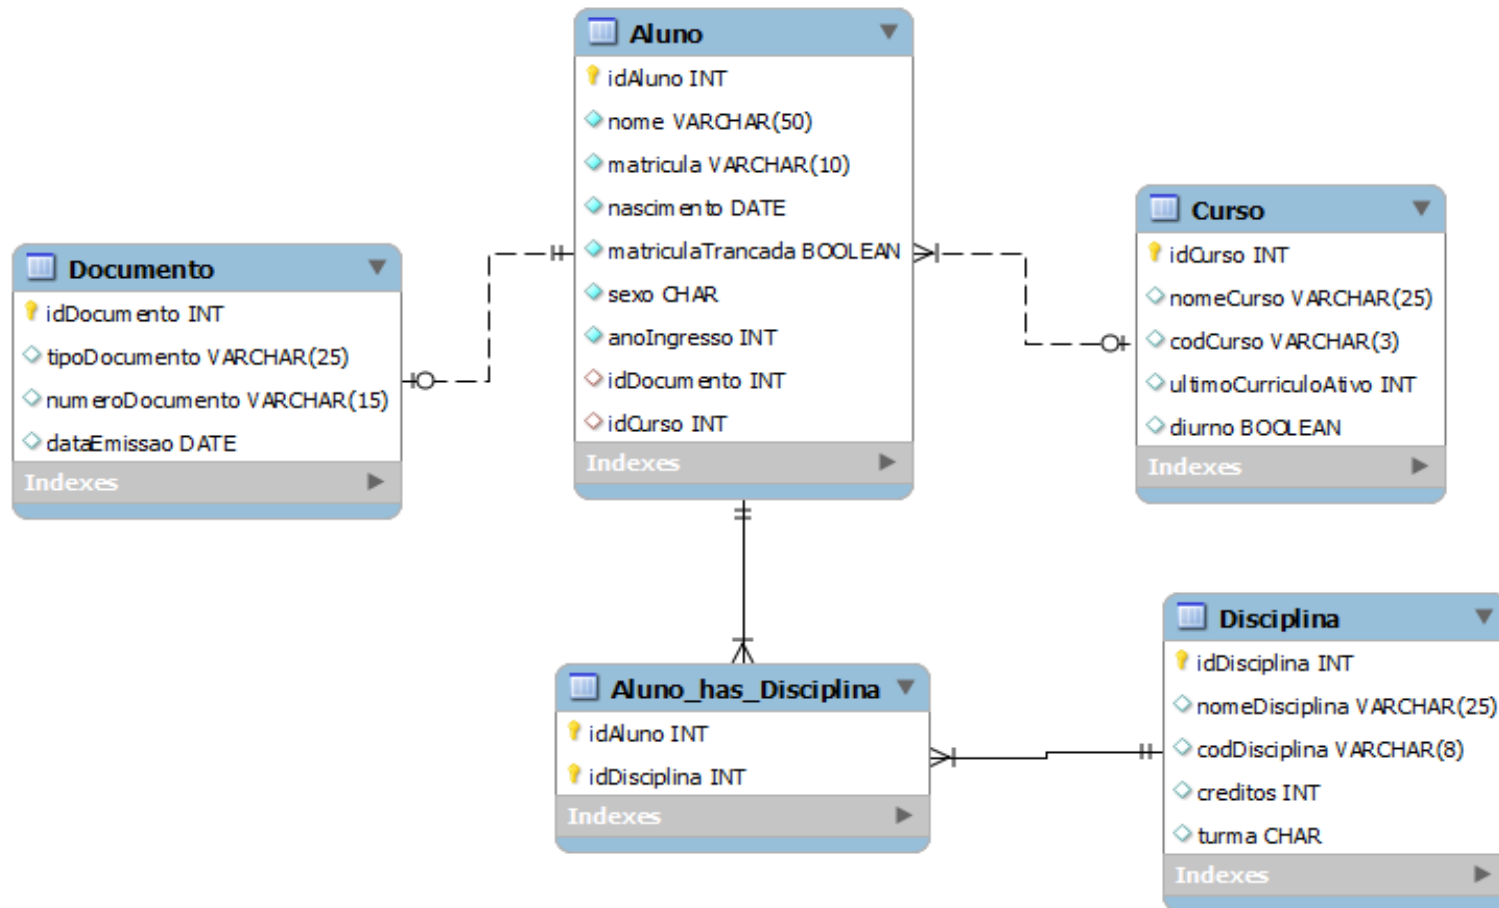 Aluno
idAluno INT
nome VARCHAR(50)
matricula VARCHAR(10)
nascimento DATE
matriculaTrancada BOOLEAN
sexo CHAR
anoIngresso INT
idDocumento INT
idCurso INT
Indexes
Documento
idDocumento INT
tipoDocumento VARCHAR(25)
numeroDocumento VARCHAR(15)
dataEmissao DATE
Indexes
Curso
idCurso INT
nomeCurso VARCHAR(25)
codCurso VARCHAR(3)
ultimoCurriculoAtivo INT
diurno BOOLEAN
Indexes
Aluno_has_Disciplina
idAluno INT
idDisciplina INT
Indexes
Disciplina
idDisciplina INT
nomeDisciplina VARCHAR(25)
codDisciplina VARCHAR(8)
creditos INT
turma CHAR
Indexes